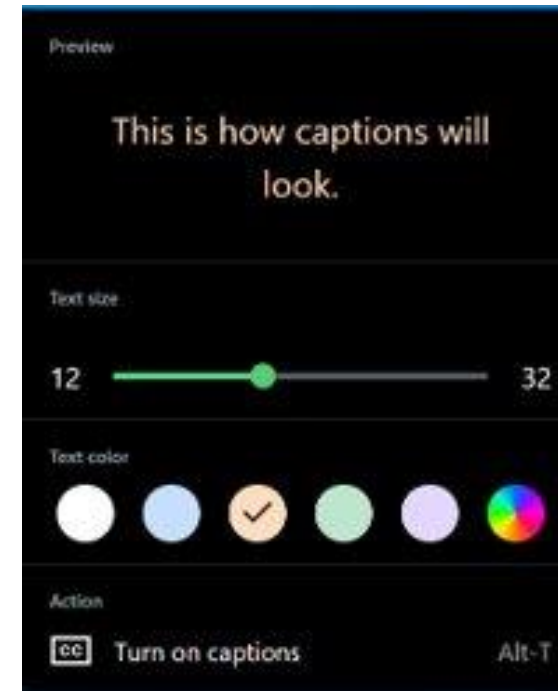 Preview
This is how captions will
look.
Text size
12 32
Text color
Action
CC Turn on captions Alt-T